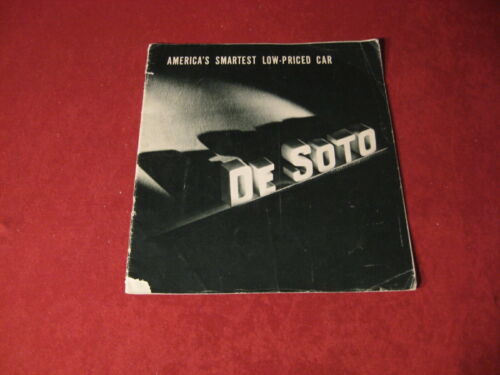 AMERICA'S SMARTEST LOW-PRICED CAR
DE SOTO